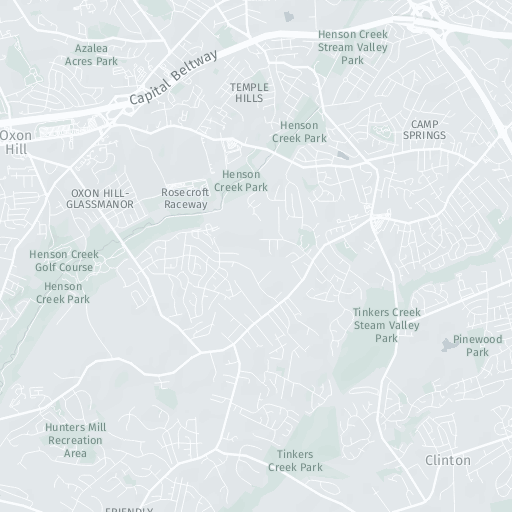 Henson Creek
Stream Valley
Park
Azalea
Acres Park
Capital Beltway
TEMPLE
HILLS
Henson
Creek Park
CAMP
SPRINGS
Oxon
Hill
Henson
Creek Park
OXON HILL-
GLASSMANOR
Rosecroft
Raceway
Henson Creek
Golf Course
Henson
Creek Park
Tinkers Creek
Steam Valley
Park
Pinewood
Park
Hunters Mill
Recreation
Area
Tinkers
Creek Park
Clinton
FRIENDLY